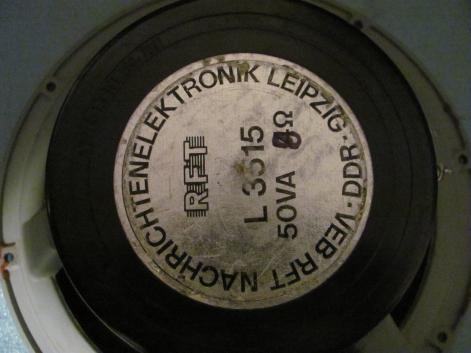 VEB RFT NACHRICHTENELEKTRONIK LEIPZIG · DDR ·
RFT
L 3515
50VA Ω